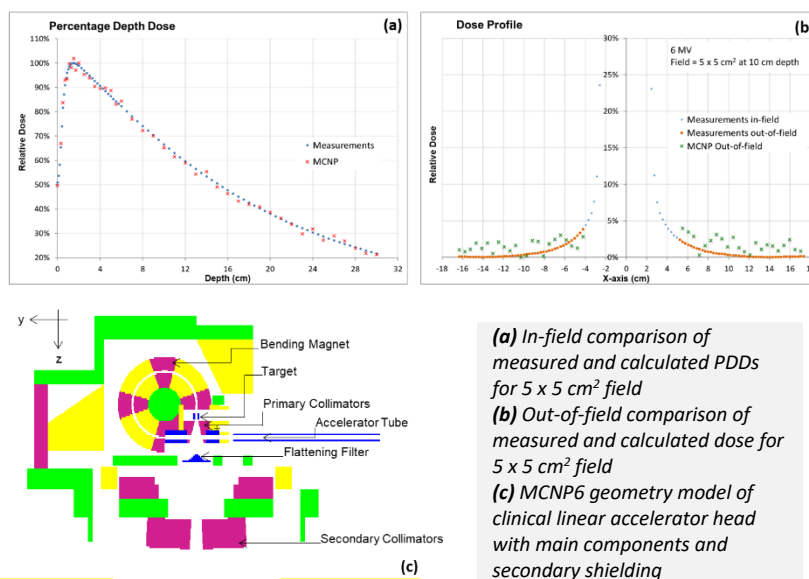 Percentage Depth Dose
(a)
110%
100%
90%
80%
70%
60%
50%
40%
30%
20%
Relative Dose
Measurements
MCNP
0 4 8 12 16 20 24 28 32
Depth (cm)
Dose Profile
(b)
30%
25%
20%
15%
10%
5%
0%
Relative Dose
6 MV
Field = 5 x 5 cm² at 10 cm depth
Measurements in-field
Measurements out-of-field
MCNP Out-of-field
-18 -16 -14 -12 -10 -8 -6 -4 -2 0 2 4 6 8 10 12 14 16 18
X-axis (cm)
y
z
Bending Magnet
Target
Primary Collimators
Accelerator Tube
Flattening Filter
Secondary Collimators
(c)
(a) In-field comparison of
measured and calculated PDDs
for 5 x 5 cm² field
(b) Out-of-field comparison of
measured and calculated dose for
5 x 5 cm² field
(c) MCNP6 geometry model of
clinical linear accelerator head
with main components and
secondary shielding